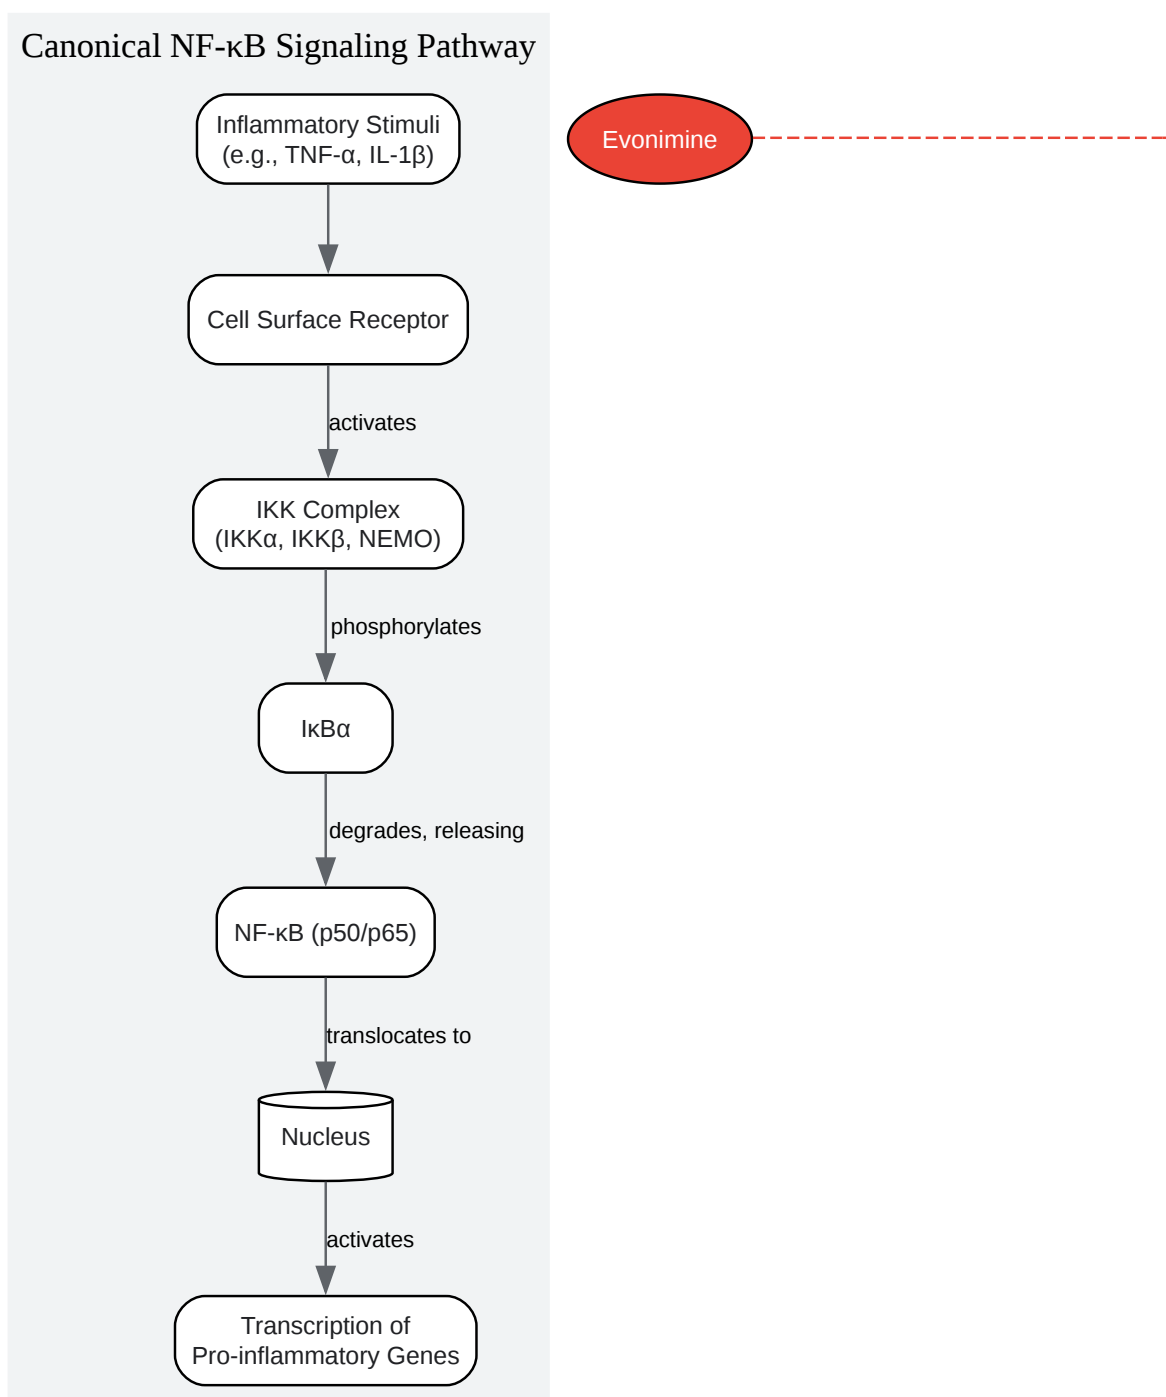 Canonical NF-κB Signaling Pathway
Inflammatory Stimuli
(e.g., TNF-α, IL-1β)
Evonimine
Cell Surface Receptor
activates
IKK Complex
(IKKα, IKKβ, NEMO)
phosphorylates
IκBα
degrades, releasing
NF-κB (p50/p65)
translocates to
Nucleus
activates
Transcription of
Pro-inflammatory Genes